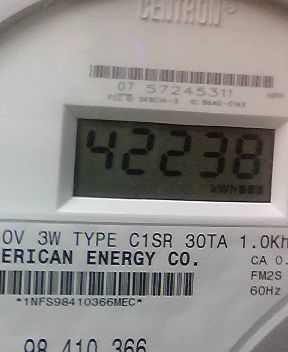 CENTRON®
07 57245311
42238
kWh
0V 3W TYPE C1SR 30TA 1.0Kh
ERICAN ENERGY CO.
CA 0.
FM2S
60Hz
*1NFS98410366MEC*
98 410 366